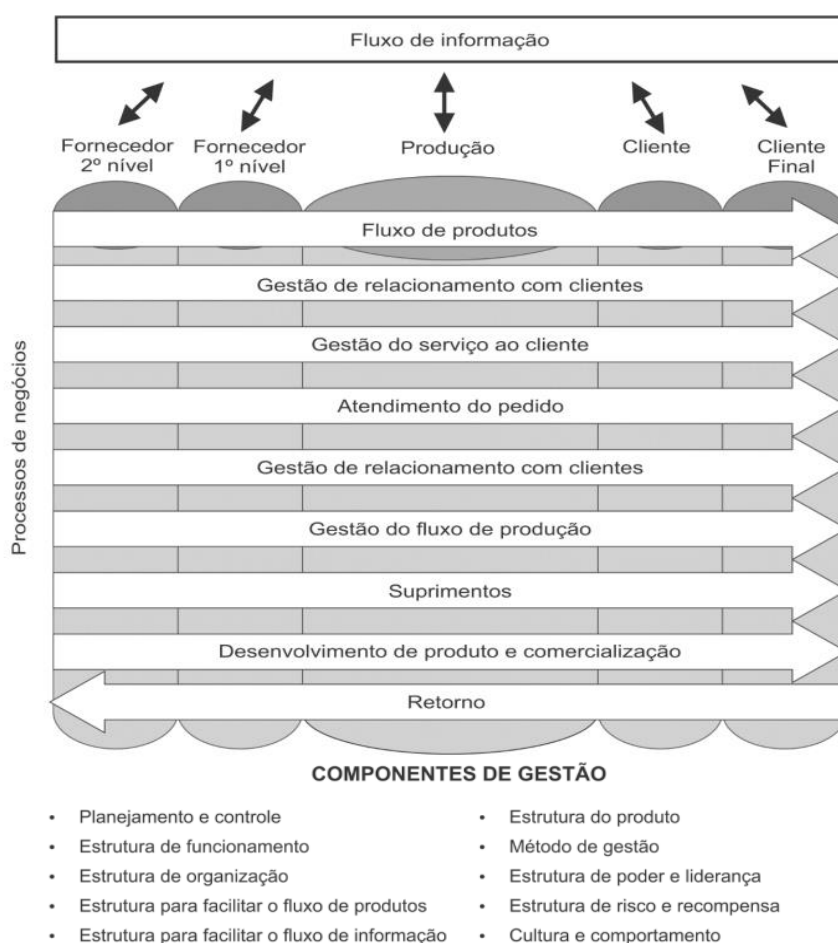 Fluxo de informação
Fornecedor
2º nível
Fornecedor
1º nível
Produção
Cliente
Cliente
Final
Fluxo de produtos
Gestão de relacionamento com clientes
Gestão do serviço ao cliente
Atendimento do pedido
Gestão de relacionamento com clientes
Gestão do fluxo de produção
Suprimentos
Desenvolvimento de produto e comercialização
Retorno
Processos de negócios
COMPONENTES DE GESTÃO
• Planejamento e controle
• Estrutura de funcionamento
• Estrutura de organização
• Estrutura para facilitar o fluxo de produtos
• Estrutura para facilitar o fluxo de informação
• Estrutura do produto
• Método de gestão
• Estrutura de poder e liderança
• Estrutura de risco e recompensa
• Cultura e comportamento